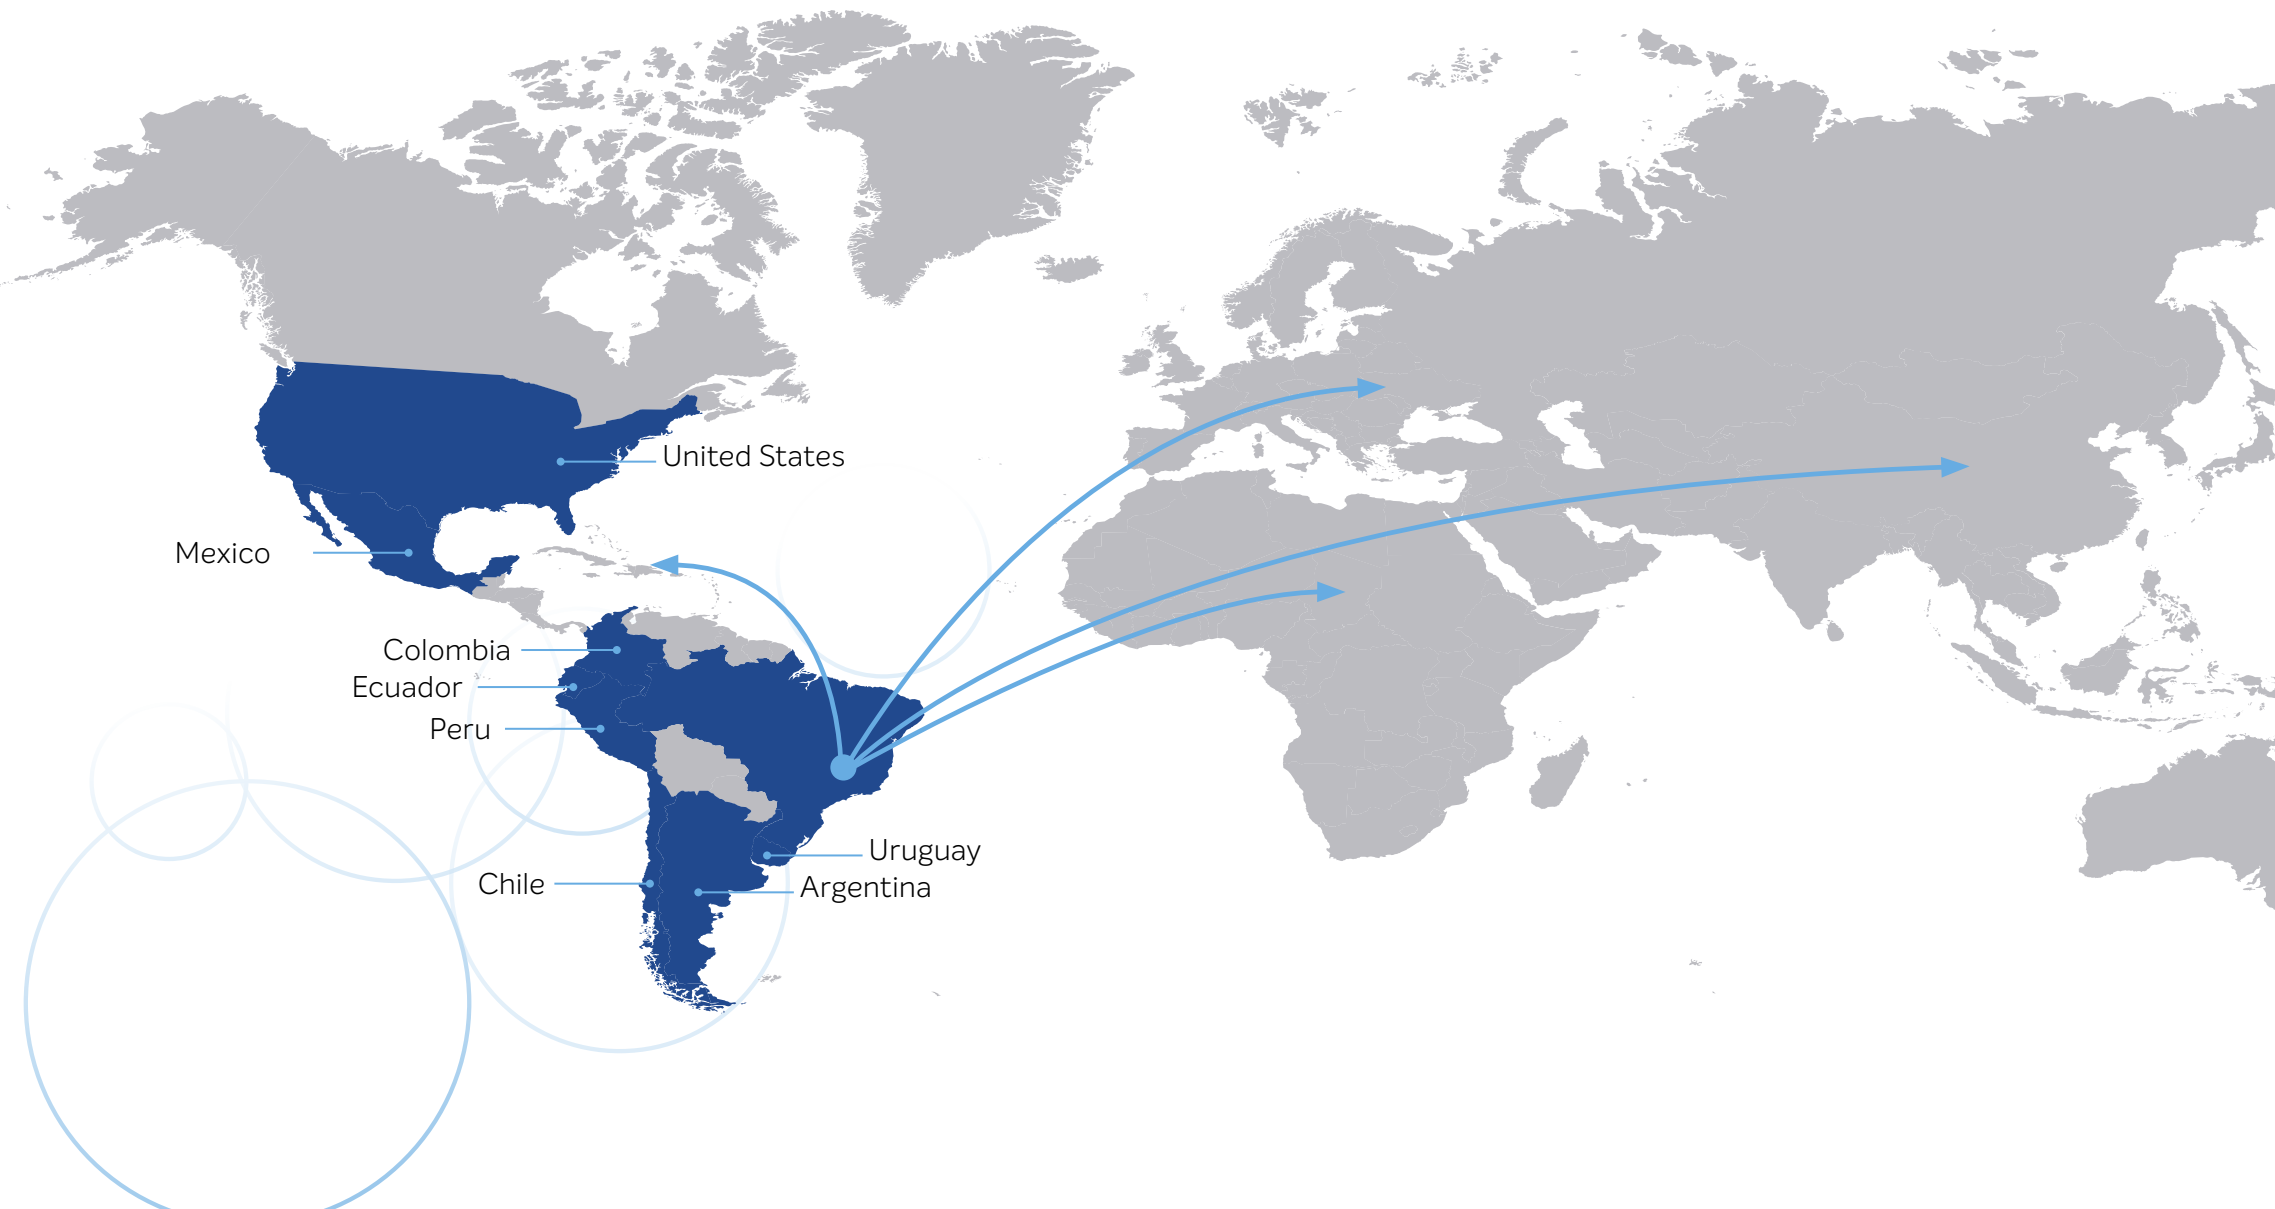 United States
Mexico
Colombia
Ecuador
Peru
Uruguay
Chile
Argentina